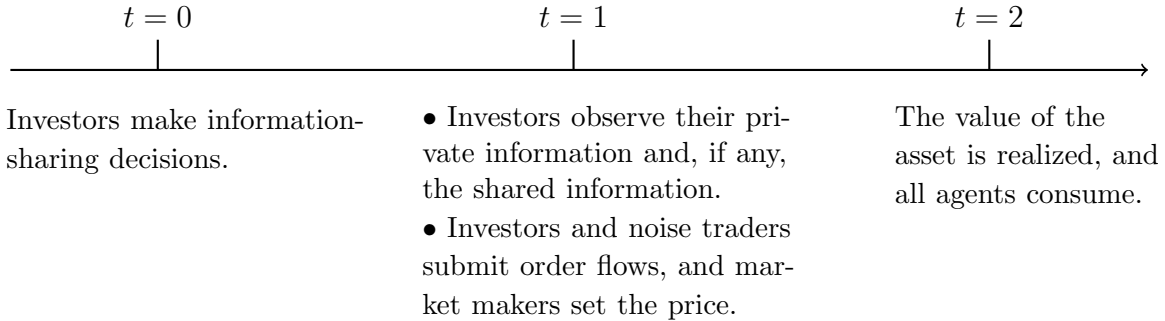 t = 0
t = 1
t = 2
Investors make information-
sharing decisions.
• Investors observe their pri-
vate information and, if any,
the shared information.
• Investors and noise traders
submit order flows, and mar-
ket makers set the price.
The value of the
asset is realized, and
all agents consume.